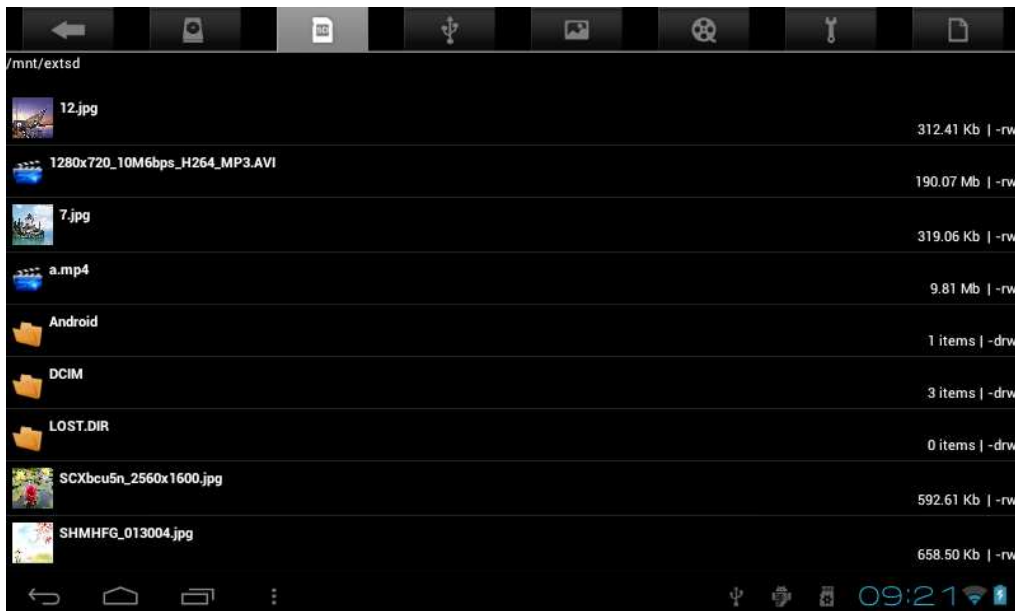 /mnt/extsd
12.jpg
312.41 Kb | -rw
1280x720_10M6bps_H264_MP3.AVI
190.07 Mb | -rw
7.jpg
319.06 Kb | -rw
a.mp4
9.81 Mb | -rw
Android
1 items | -drw
DCIM
3 items | -drw
LOST.DIR
0 items | -drw
SCXbcu5n_2560x1600.jpg
592.61 Kb | -rw
SHMHFG_013004.jpg
658.50 Kb | -rw
09:21